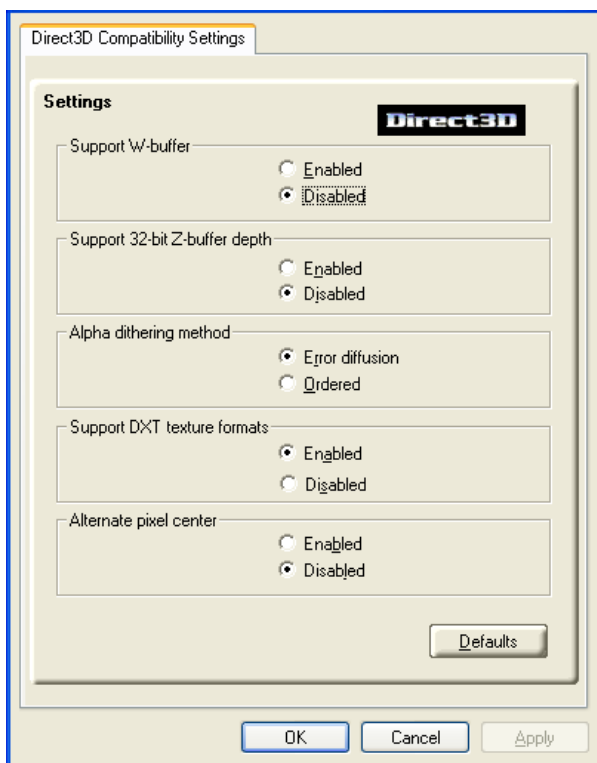 Direct3D Compatibility Settings
Settings
Direct3D
Support W-buffer
Enabled
Disabled
Support 32-bit Z-buffer depth
Enabled
Disabled
Alpha dithering method
Error diffusion
Ordered
Support DXT texture formats
Enabled
Disabled
Alternate pixel center
Enabled
Disabled
Defaults
OK Cancel Apply